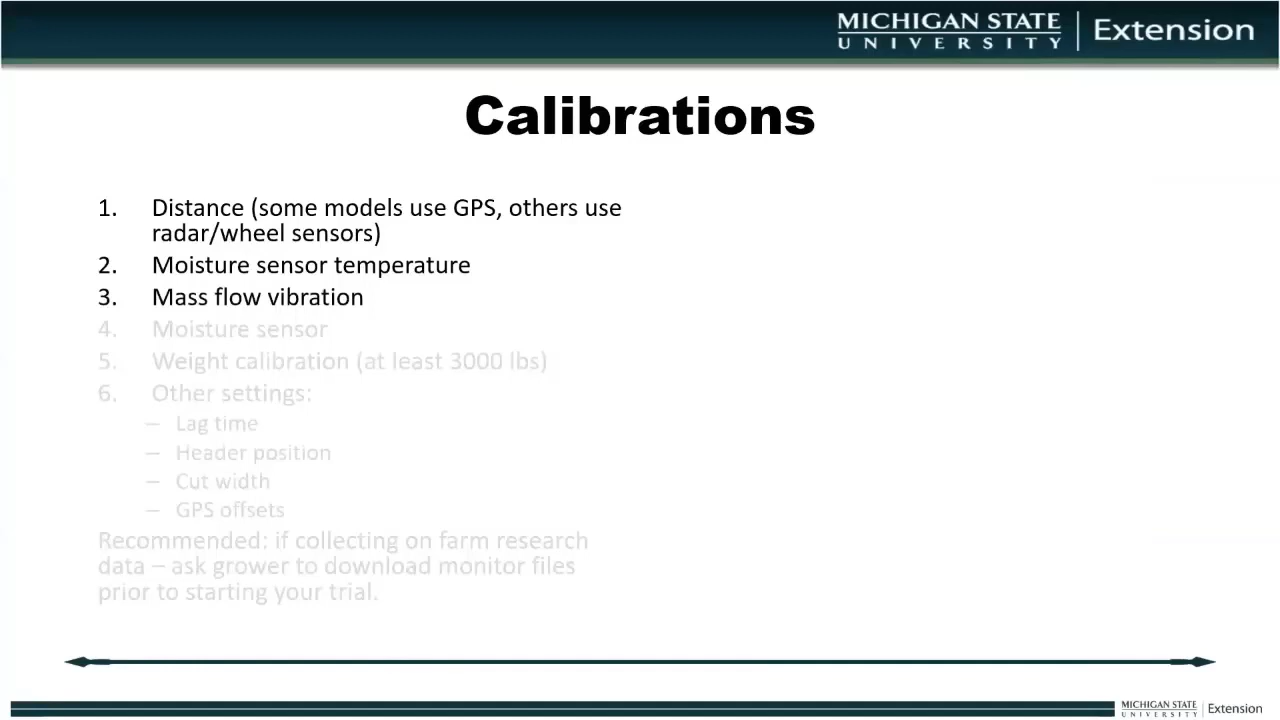 MICHIGAN STATE
UNIVERSITY
Extension
Calibrations
1. Distance (some models use GPS, others use
radar/wheel sensors)
2. Moisture sensor temperature
3. Mass flow vibration
4. Moisture sensor
5. Weight calibration (at least 3000 lbs)
6. Other settings:
– Lag time
– Header position
– Cut width
– GPS offsets
Recommended: if collecting on farm research
data – ask grower to download monitor files
prior to starting your trial.
MICHIGAN STATE
UNIVERSITY
Extension